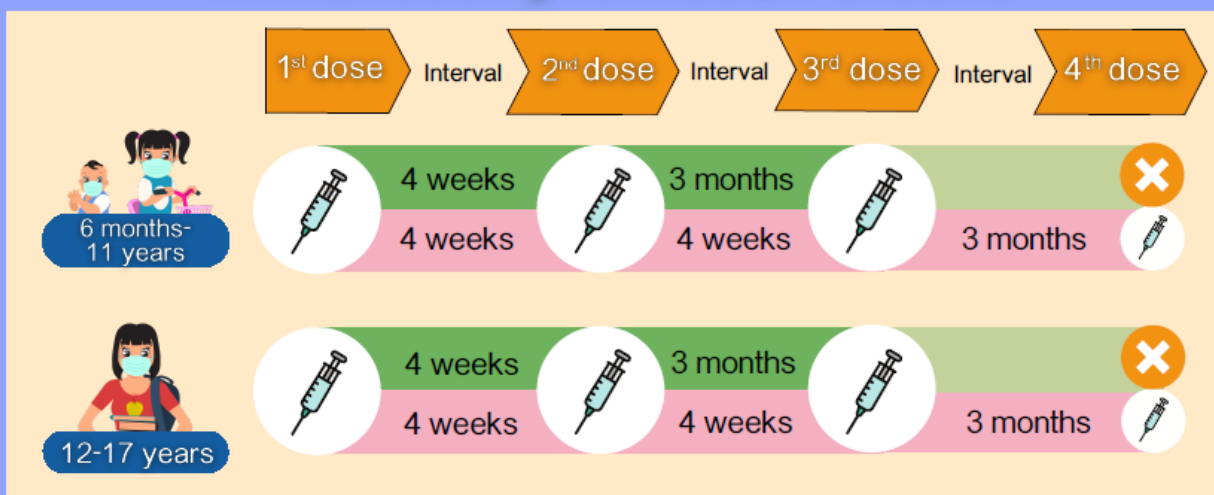 1st dose Interval 2nd dose Interval 3rd dose Interval 4th dose
4 weeks 3 months
6 months-
11 years
4 weeks 4 weeks 3 months
4 weeks 3 months
4 weeks 4 weeks 3 months
12-17 years